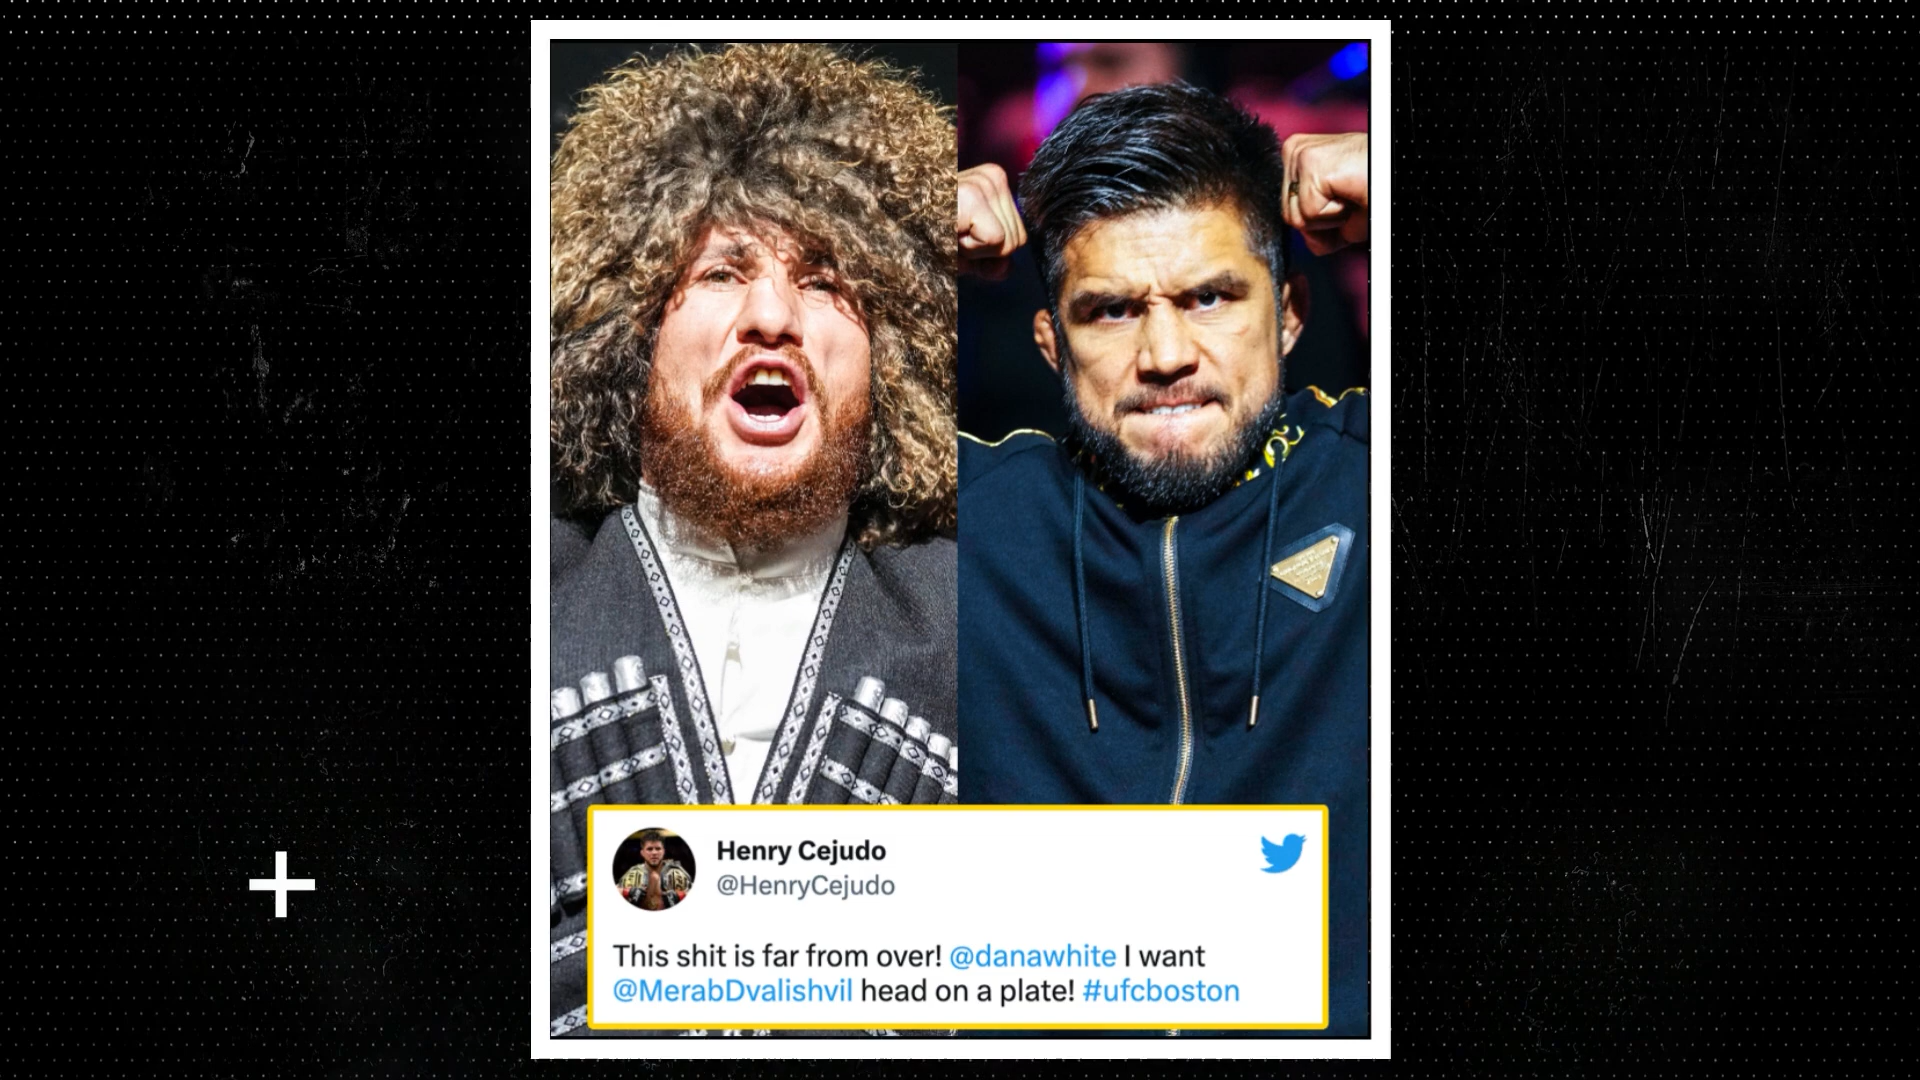 Henry Cejudo
@HenryCejudo
This shit is far from over! @danawhite I want
@MerabDvalishvil head on a plate! #ufcboston